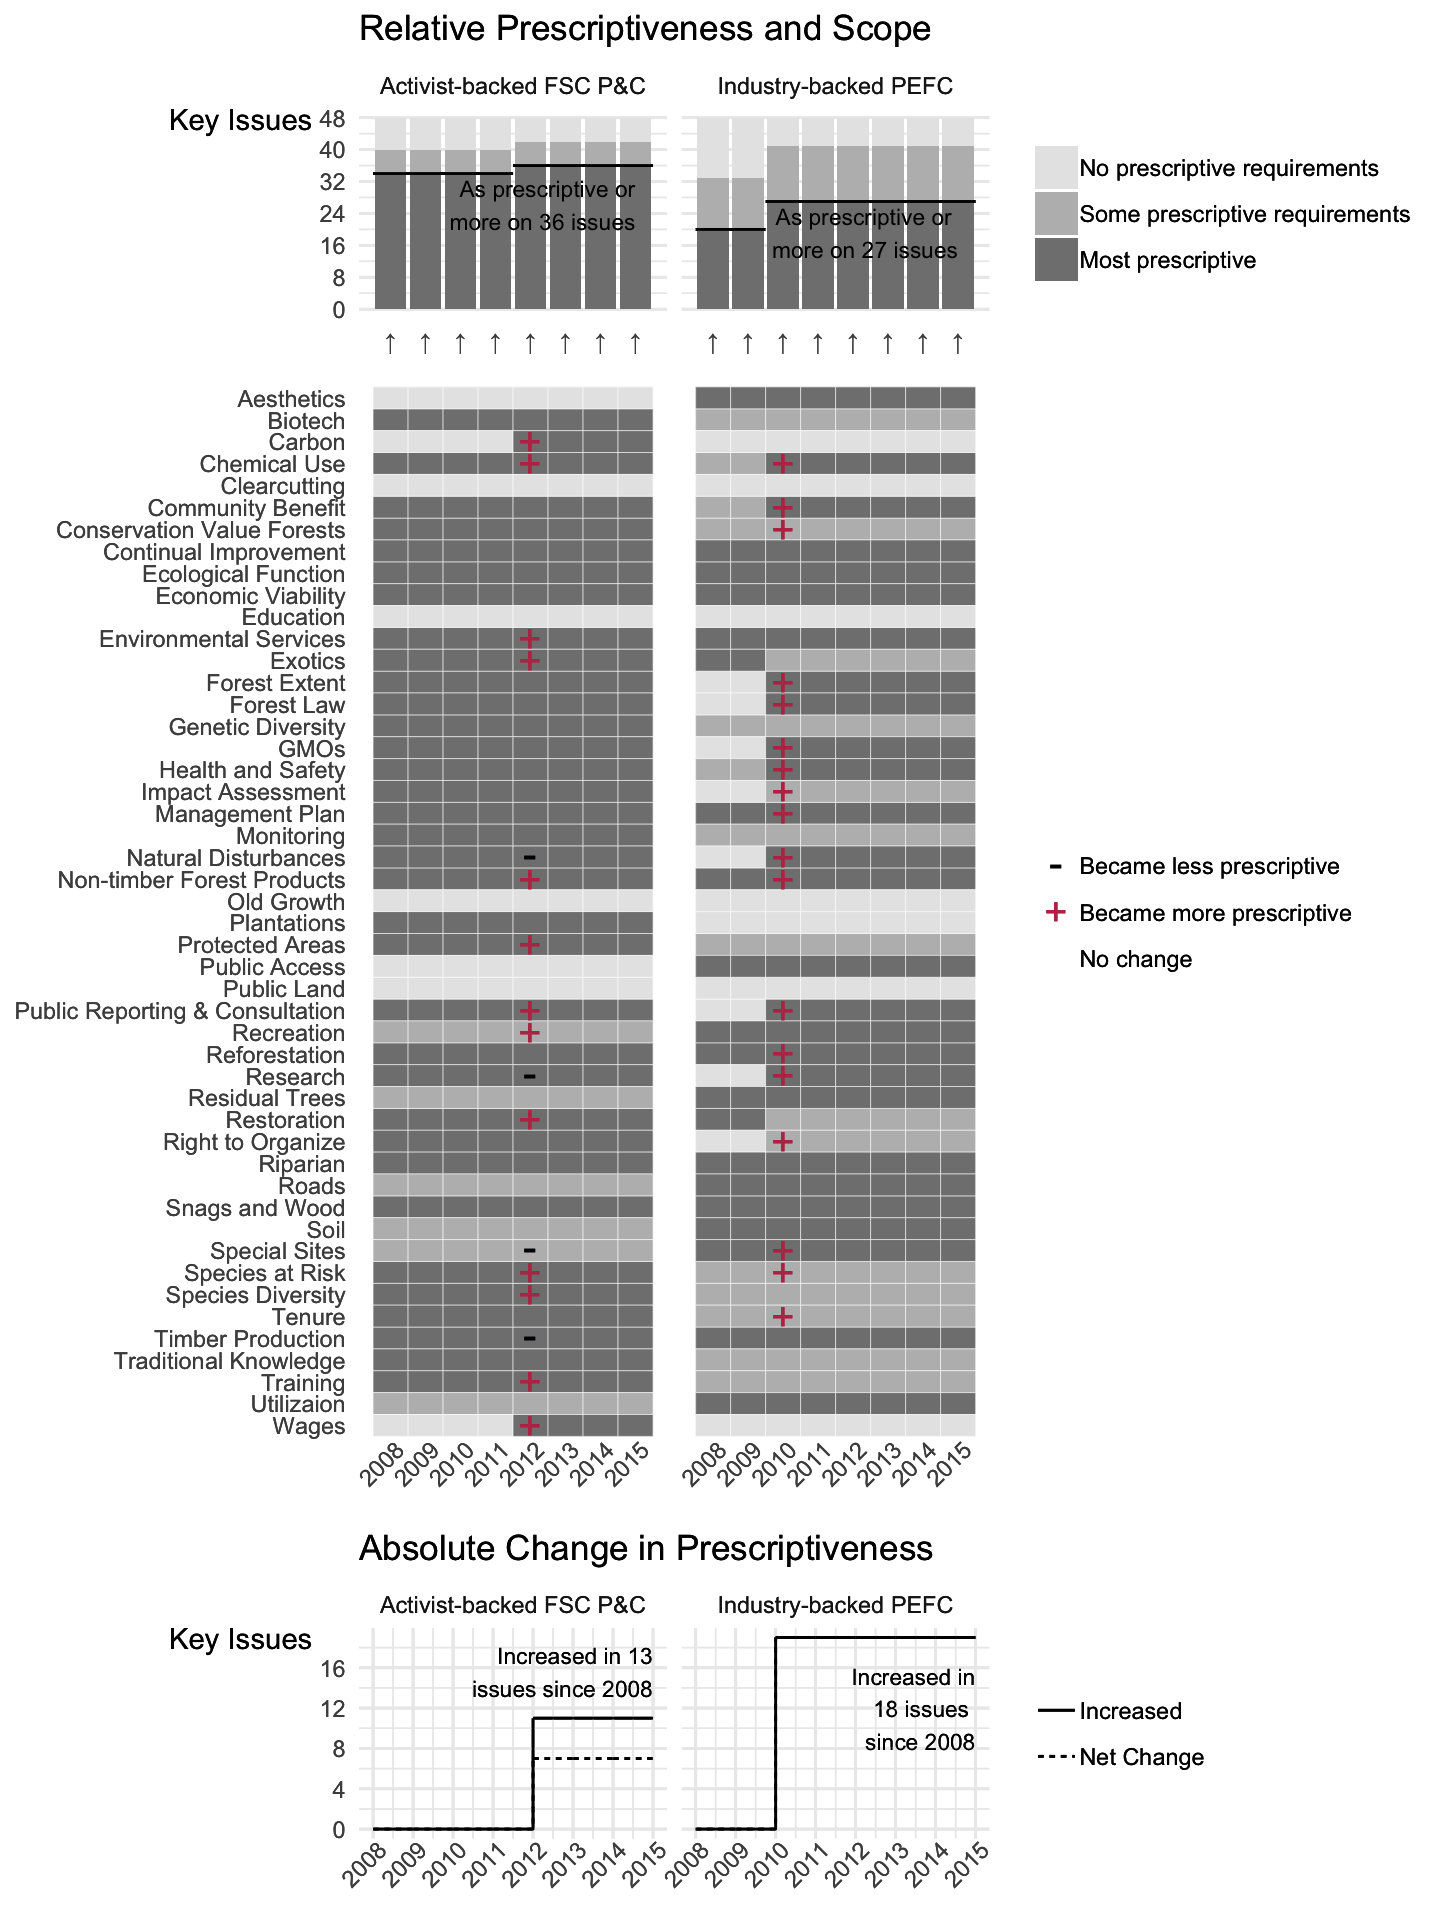 Relative Prescriptiveness and Scope
Activist-backed FSC P&C
Industry-backed PEFC
Key Issues
48
40
32
24
16
8
0
As prescriptive or
more on 36 issues
As prescriptive or
more on 27 issues
No prescriptive requirements
Some prescriptive requirements
Most prescriptive
↑ ↑ ↑ ↑ ↑ ↑ ↑ ↑
↑ ↑ ↑ ↑ ↑ ↑ ↑ ↑
Aesthetics
Biotech
Carbon
Chemical Use
Clearcutting
Community Benefit
Conservation Value Forests
Continual Improvement
Ecological Function
Economic Viability
Education
Environmental Services
Exotics
Forest Extent
Forest Law
Genetic Diversity
GMOs
Health and Safety
Impact Assessment
Management Plan
Monitoring
Natural Disturbances
Non-timber Forest Products
Old Growth
Plantations
Protected Areas
Public Access
Public Land
Public Reporting & Consultation
Recreation
Reforestation
Research
Residual Trees
Restoration
Right to Organize
Riparian
Roads
Snags and Wood
Soil
Special Sites
Species at Risk
Species Diversity
Tenure
Timber Production
Traditional Knowledge
Training
Utilizaion
Wages
2008 2009 2010 2011 2012 2013 2014 2015
2008 2009 2010 2011 2012 2013 2014 2015
- Became less prescriptive
+ Became more prescriptive
No change
Absolute Change in Prescriptiveness
Activist-backed FSC P&C
Industry-backed PEFC
Key Issues
16
12
8
4
0
Increased in 13
issues since 2008
Increased in
18 issues
since 2008
Increased
Net Change
2008 2009 2010 2011 2012 2013 2014 2015
2008 2009 2010 2011 2012 2013 2014 2015